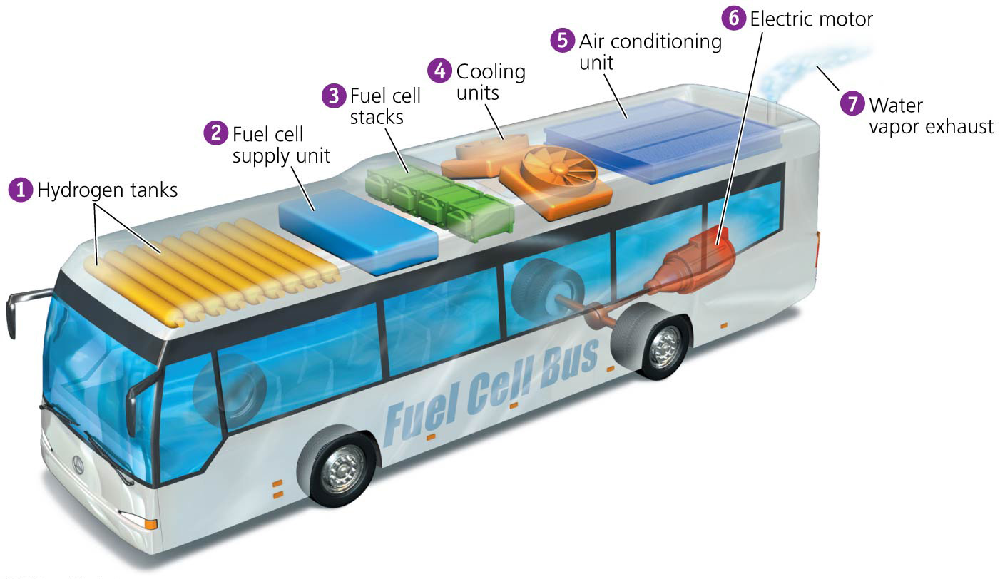 6 Electric motor
5 Air conditioning
unit
4 Cooling
units
3 Fuel cell
stacks
7 Water
vapor exhaust
2 Fuel cell
supply unit
1 Hydrogen tanks
Fuel Cell Bus